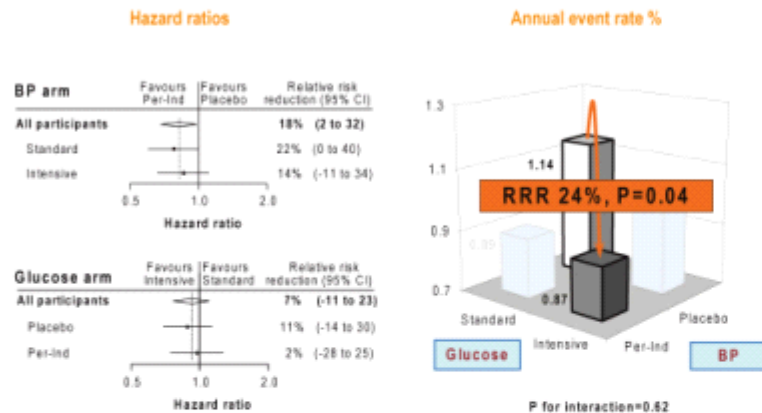 Hazard ratios
Annual event rate %
BP arm
Favours Per-Ind
Favours Placebo
Relative risk reduction (95% CI)
All participants 18% (2 to 32)
Standard 22% (0 to 40)
Intensive 14% (-11 to 34)
0.5 1.0 2.0
Hazard ratio
Glucose arm
Favours Intensive
Favours Standard
Relative risk reduction (95% CI)
All participants 7% (-11 to 23)
Placebo 11% (-14 to 30)
Per-Ind 2% (-28 to 25)
0.5 1.0 2.0
Hazard ratio
1.3
1.1
0.9
0.7
1.14
RRR 24%, P=0.04
0.89
0.87
Standard
Intensive
Per-Ind
Placebo
Glucose
BP
P for interaction=0.62